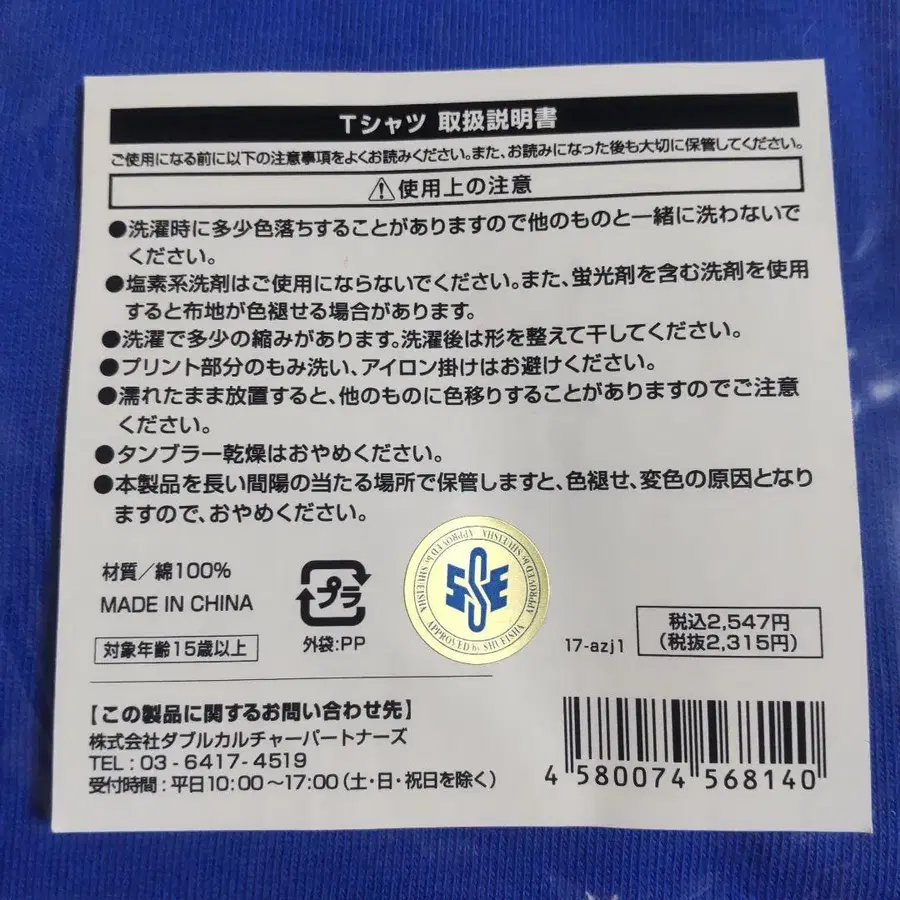 Tシャツ 取扱説明書
ご使用になる前に以下の注意事項をよくお読みください。また、お読みになった後も大切に保管してください。
⚠使用上の注意
●洗濯時に多少色落ちすることがありますので他のものと一緒に洗わないで
ください。
●塩素系洗剤はご使用にならないでください。また、蛍光剤を含む洗剤を使用
すると布地が色褪せる場合があります。
●洗濯で多少の縮みがあります。洗濯後は形を整えて干してください。
●プリント部分のもみ洗い、アイロン掛けはお避けください。
●濡れたまま放置すると、他のものに色移りすることがありますのでご注意
ください。
●タンブラー乾燥はおやめください。
●本製品を長い間陽の当たる場所で保管しますと、色褪せ、変色の原因となり
ますので、おやめください。
材質/綿100%
MADE IN CHINA
対象年齢15歳以上
プラ
外袋:PP
APPROVED by SHUEISHA APPROVED by SHUEISHA APPROVED by SHUEISHA
SSE
17-azj1
税込2,547円
(税抜2,315円)
【この製品に関するお問い合わせ先】
株式会社ダブルカルチャーパートナーズ
TEL:03-6417-4519
受付時間:平日10:00~17:00(土・日・祝日を除く)
4 580074 568140